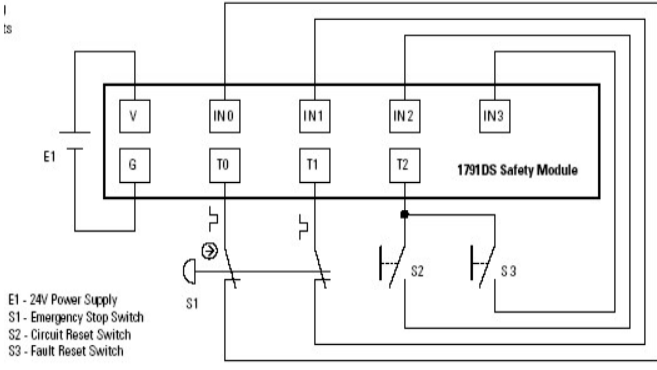 V IN0 IN1 IN2 IN3
E1 G T0 T1 T2 1791DS Safety Module
S1 S2 S3
E1 - 24V Power Supply
S1 - Emergency Stop Switch
S2 - Circuit Reset Switch
S3 - Fault Reset Switch